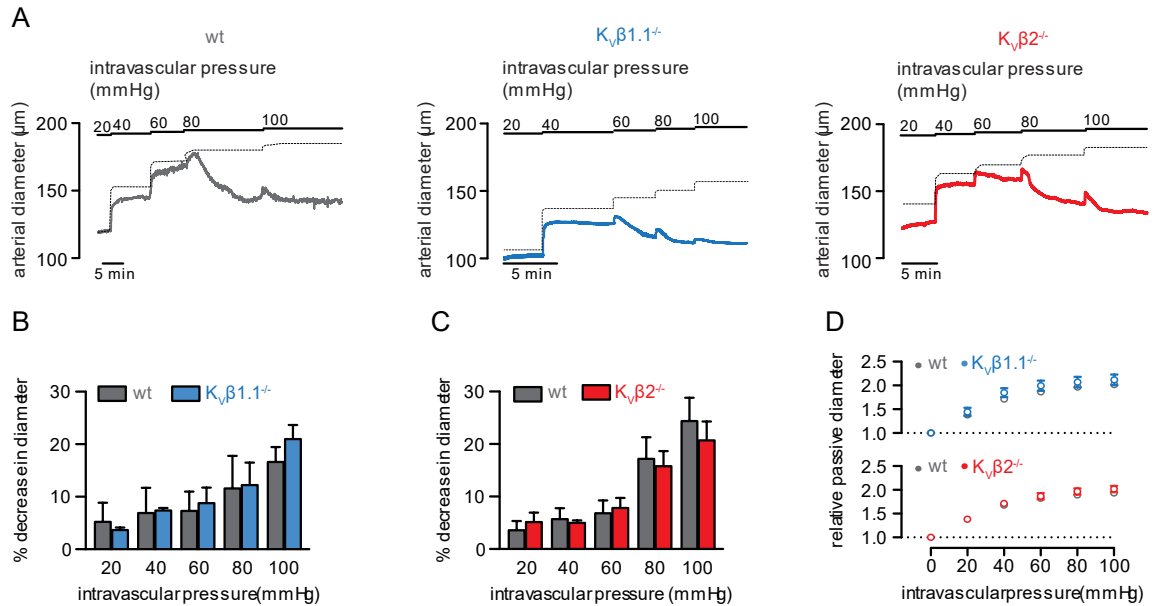 A
wt
intravascular pressure
(mmHg)
20 40 60 80 100
200
150
100
arterial diameter (µm)
5 min
KVβ1.1-/-
intravascular pressure
(mmHg)
20 40 60 80 100
200
150
100
arterial diameter (µm)
5 min
KVβ2-/-
intravascular pressure
(mmHg)
20 40 60 80 100
200
150
100
arterial diameter (µm)
5 min
B
wt KVβ1.1-/-
% decrease in diameter
30
20
10
0
20 40 60 80 100
intravascular pressure (mmHg)
C
wt KVβ2-/-
% decrease in diameter
30
20
10
0
20 40 60 80 100
intravascular pressure (mmHg)
D
wt KVβ1.1-/-
relative passive diameter
2.5
2.0
1.5
1.0
wt KVβ2-/-
2.5
2.0
1.5
1.0
0 20 40 60 80 100
intravascular pressure (mmHg)